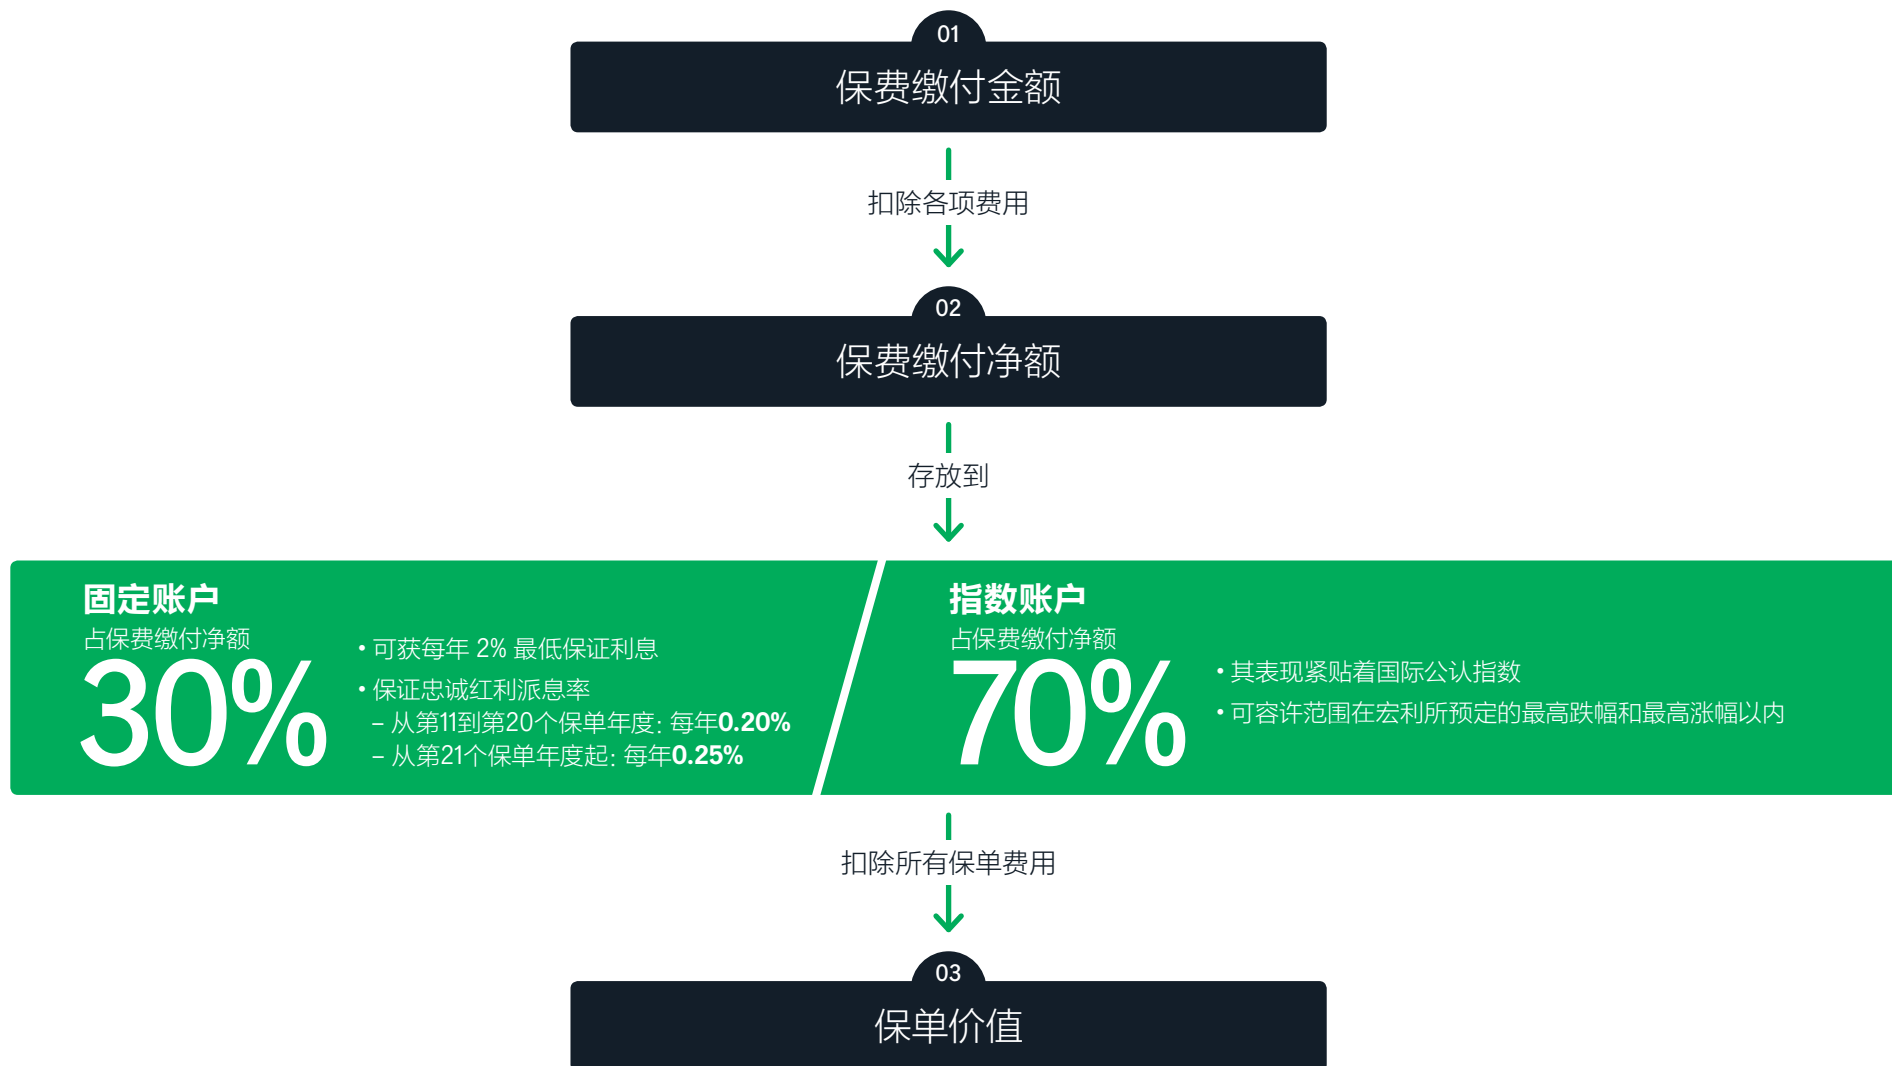 01
保费缴付金额
扣除各项费用
02
保费缴付净额
存放到
固定账户
占保费缴付净额
30%
• 可获每年 2% 最低保证利息
• 保证忠诚红利派息率
– 从第11到第20个保单年度: 每年0.20%
– 从第21个保单年度起: 每年0.25%
指数账户
占保费缴付净额
70%
• 其表现紧贴着国际公认指数
• 可容许范围在宏利所预定的最高跌幅和最高涨幅以内
扣除所有保单费用
03
保单价值